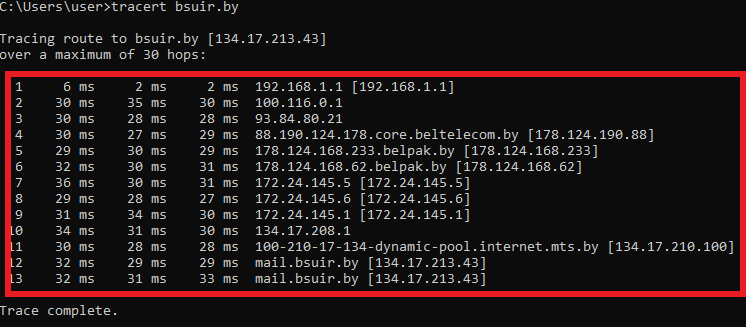 C:\Users\user>tracert bsuir.by
Tracing route to bsuir.by [134.17.213.43]
over a maximum of 30 hops:
1 6 ms 2 ms 2 ms 192.168.1.1 [192.168.1.1]
2 30 ms 35 ms 30 ms 100.116.0.1
3 30 ms 28 ms 28 ms 93.84.80.21
4 30 ms 27 ms 29 ms 88.190.124.178.core.beltelecom.by [178.124.190.88]
5 29 ms 30 ms 29 ms 178.124.168.233.belpak.by [178.124.168.233]
6 32 ms 30 ms 31 ms 178.124.168.62.belpak.by [178.124.168.62]
7 36 ms 30 ms 31 ms 172.24.145.5 [172.24.145.5]
8 29 ms 28 ms 27 ms 172.24.145.6 [172.24.145.6]
9 31 ms 34 ms 30 ms 172.24.145.1 [172.24.145.1]
10 34 ms 31 ms 30 ms 134.17.208.1
11 30 ms 28 ms 28 ms 100-210-17-134-dynamic-pool.internet.mts.by [134.17.210.100]
12 32 ms 29 ms 29 ms mail.bsuir.by [134.17.213.43]
13 32 ms 31 ms 33 ms mail.bsuir.by [134.17.213.43]
Trace complete.